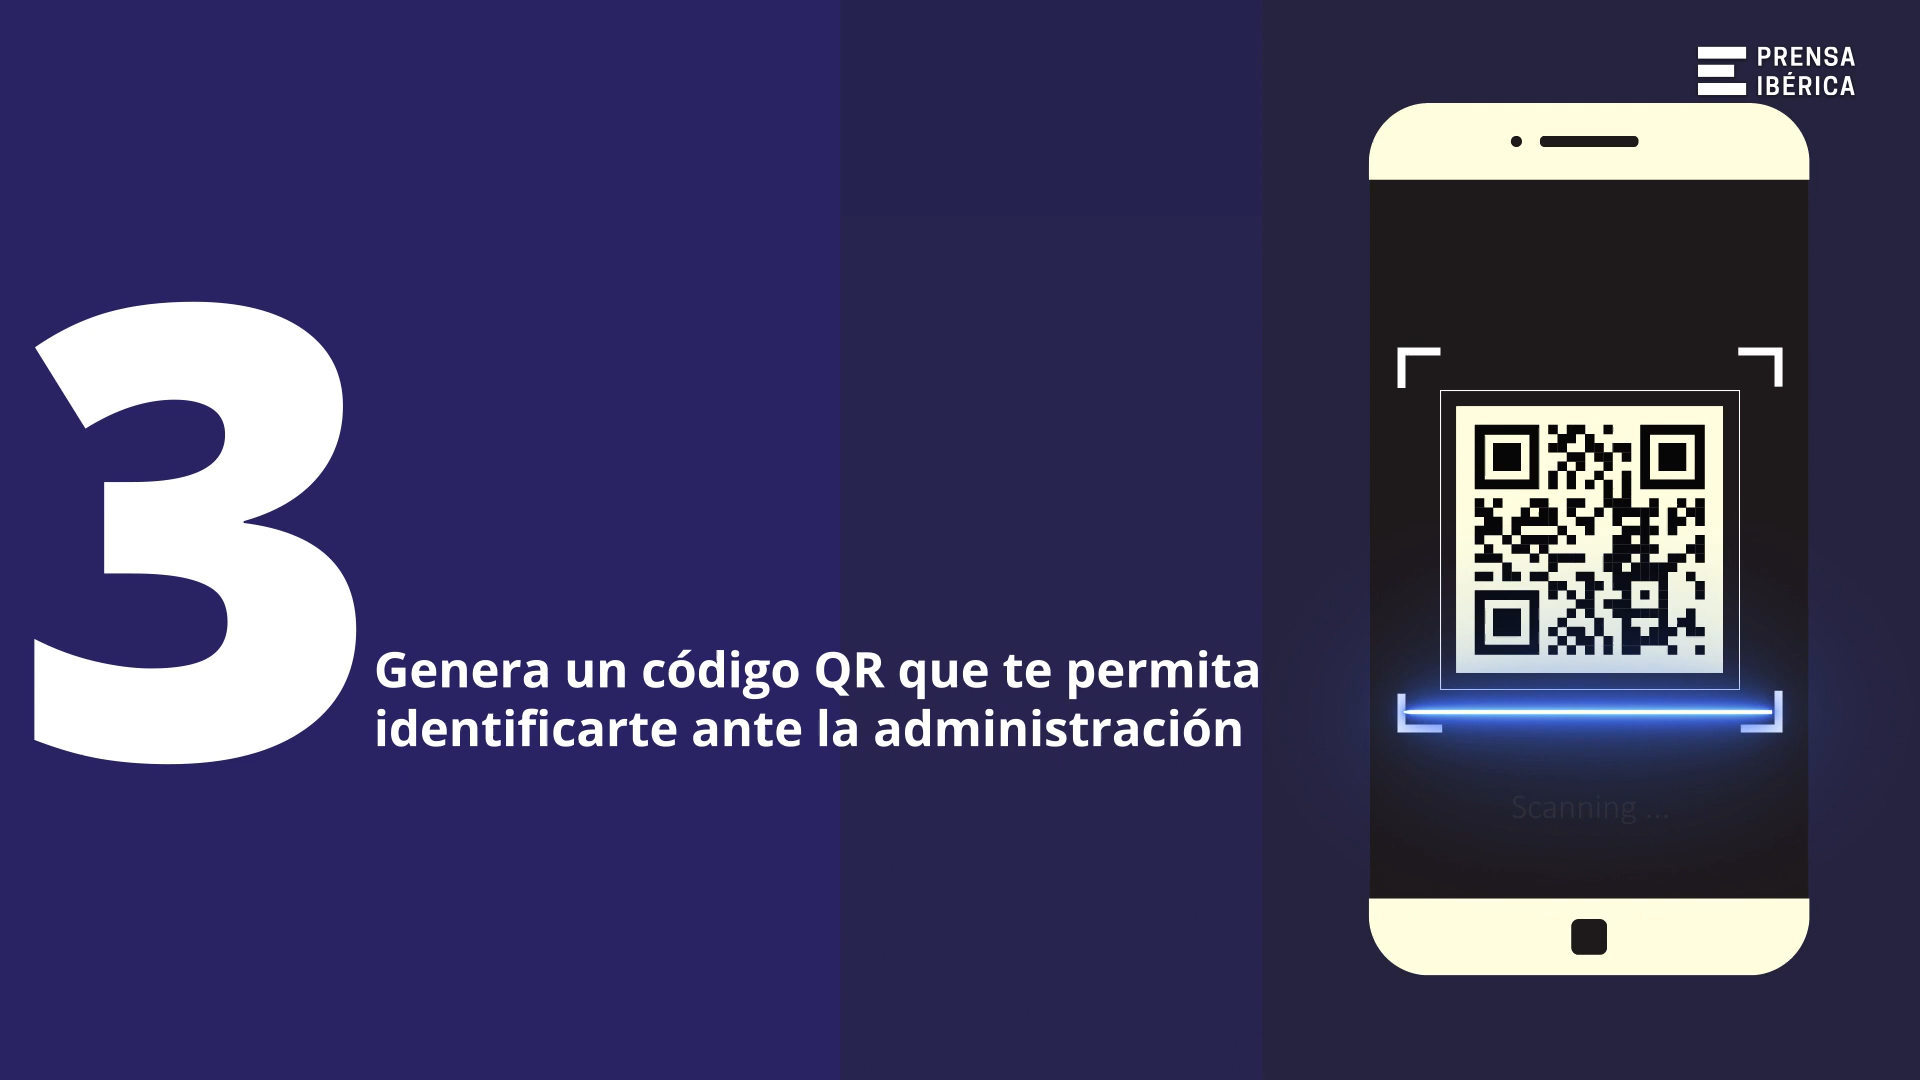 PRENSA
IBÉRICA
3
Genera un código QR que te permita
identificarte ante la administración
Scanning ...